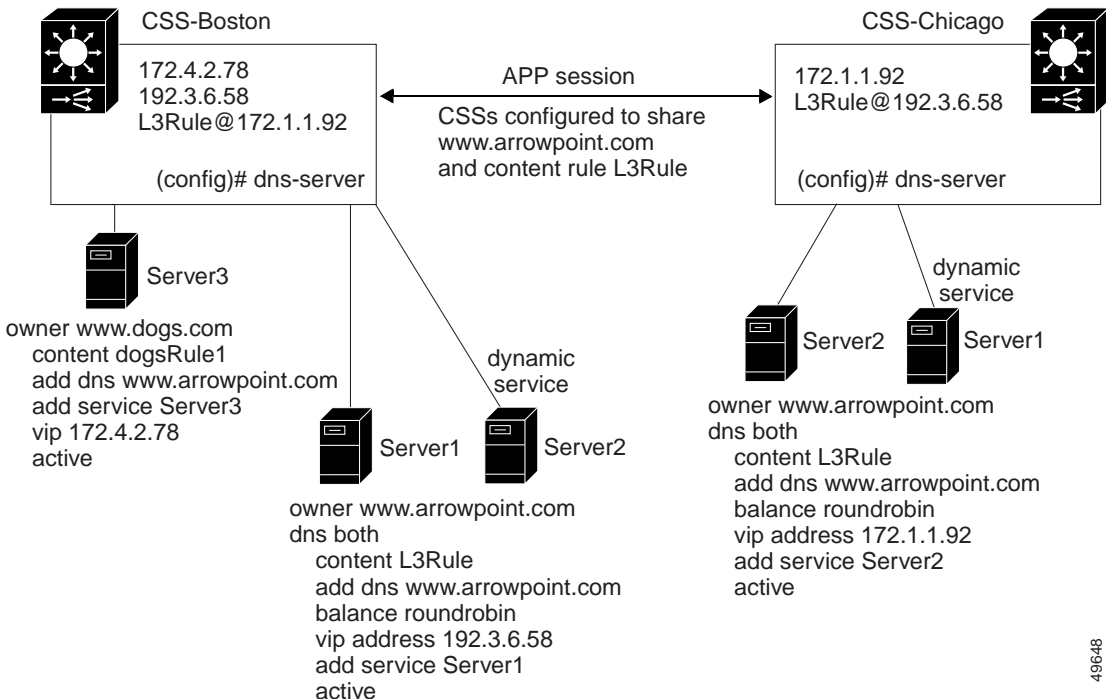 CSS-Boston
172.4.2.78
192.3.6.58
L3Rule@172.1.1.92
(config)# dns-server
APP session
CSSs configured to share
www.arrowpoint.com
and content rule L3Rule
CSS-Chicago
172.1.1.92
L3Rule@192.3.6.58
(config)# dns-server
Server3
owner www.dogs.com
content dogsRule1
add dns www.arrowpoint.com
add service Server3
vip 172.4.2.78
active
Server1
dynamic
service
Server2
owner www.arrowpoint.com
dns both
content L3Rule
add dns www.arrowpoint.com
balance roundrobin
vip address 192.3.6.58
add service Server1
active
Server2
dynamic
service
Server1
owner www.arrowpoint.com
dns both
content L3Rule
add dns www.arrowpoint.com
balance roundrobin
vip address 172.1.1.92
add service Server2
active
49648